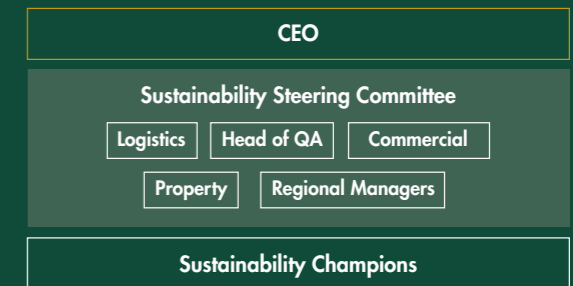 CEO
Sustainability Steering Committee
Logistics Head of QA Commercial
Property Regional Managers
Sustainability Champions